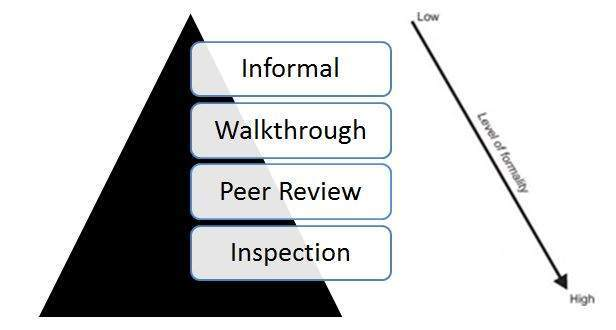 Low
Informal
Walkthrough
Level of formality
Peer Review
Inspection
High